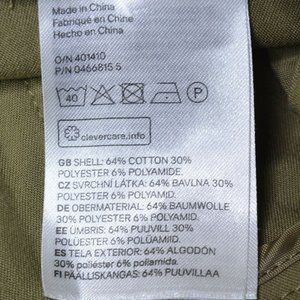 Made in China
Fabriqué en Chine
Hecho en China
O/N 401410
P/N 0466815 5
40
P
clevercare.info
GB SHELL: 64% COTTON 30%
POLYESTER 6% POLYAMIDE.
CZ SVRCHNÍ LÁTKA: 64% BAVLNA 30%
POLYESTER 6% POLYAMID.
DE OBERMATERIAL: 64% BAUMWOLLE
30% POLYESTER 6% POLYAMID.
EE ÜMBRIS: 64% PUUVILL 30%
POLÜESTER 6% POLÜAMIID.
ES TELA EXTERIOR: 64% ALGODÓN
30% poliéster 6% poliamida.
FI PÄÄLLISKANGAS: 64% PUUVILLAA